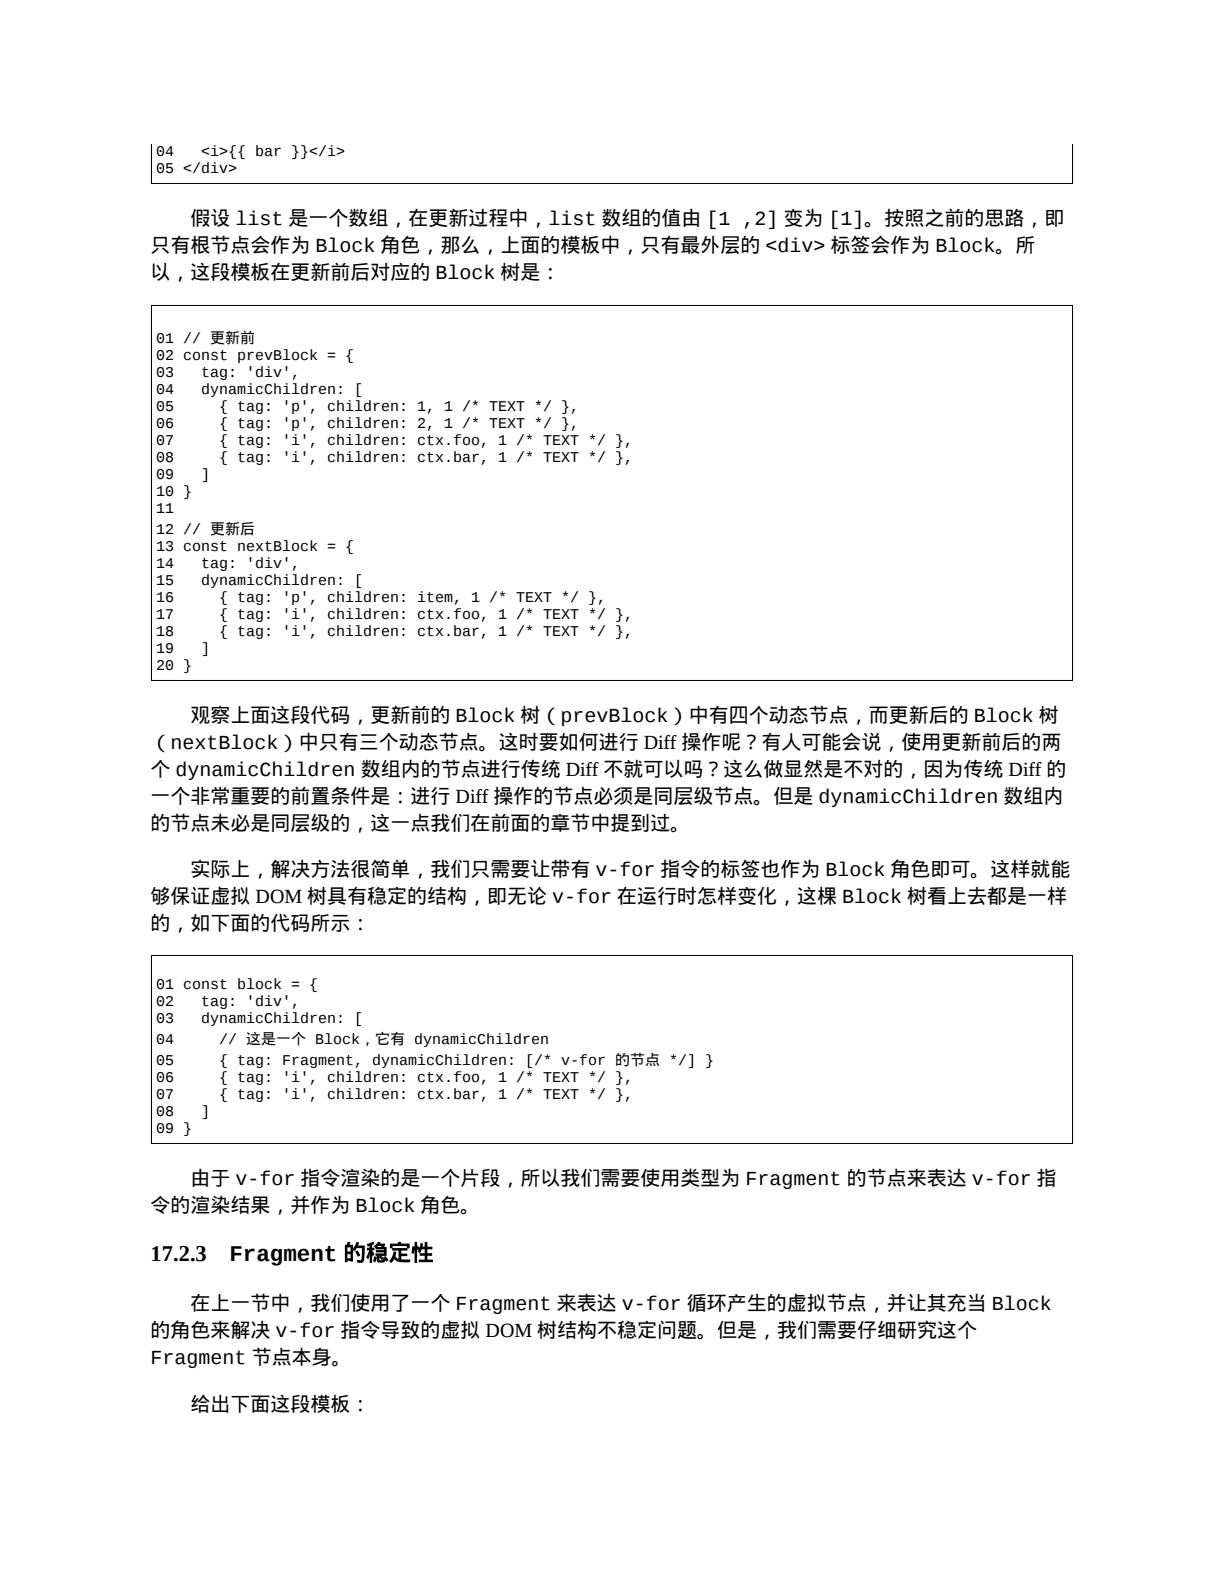 04   <i>{{ bar }}</i>
05 </div>
假设 list 是一个数组，在更新过程中，list 数组的值由 [1 ,2] 变为 [1]。按照之前的思路，即
只有根节点会作为 Block 角色，那么，上面的模板中，只有最外层的 <div> 标签会作为 Block。所
以，这段模板在更新前后对应的 Block 树是：
01 // 更新前
02 const prevBlock = {
03   tag: 'div',
04   dynamicChildren: [
05     { tag: 'p', children: 1, 1 /* TEXT */ },
06     { tag: 'p', children: 2, 1 /* TEXT */ },
07     { tag: 'i', children: ctx.foo, 1 /* TEXT */ },
08     { tag: 'i', children: ctx.bar, 1 /* TEXT */ },
09   ]
10 }
11
12 // 更新后
13 const nextBlock = {
14   tag: 'div',
15   dynamicChildren: [
16     { tag: 'p', children: item, 1 /* TEXT */ },
17     { tag: 'i', children: ctx.foo, 1 /* TEXT */ },
18     { tag: 'i', children: ctx.bar, 1 /* TEXT */ },
19   ]
20 }
观察上面这段代码，更新前的 Block 树（prevBlock）中有四个动态节点，而更新后的 Block 树
（nextBlock）中只有三个动态节点。这时要如何进行 Diff 操作呢？有人可能会说，使用更新前后的两
个 dynamicChildren 数组内的节点进行传统 Diff 不就可以吗？这么做显然是不对的，因为传统 Diff 的
一个非常重要的前置条件是：进行 Diff 操作的节点必须是同层级节点。但是 dynamicChildren 数组内
的节点未必是同层级的，这一点我们在前面的章节中提到过。
实际上，解决方法很简单，我们只需要让带有 v-for 指令的标签也作为 Block 角色即可。这样就能
够保证虚拟 DOM 树具有稳定的结构，即无论 v-for 在运行时怎样变化，这棵 Block 树看上去都是一样
的，如下面的代码所示：
01 const block = {
02   tag: 'div',
03   dynamicChildren: [
04     // 这是一个 Block，它有 dynamicChildren
05     { tag: Fragment, dynamicChildren: [/* v-for 的节点 */] }
06     { tag: 'i', children: ctx.foo, 1 /* TEXT */ },
07     { tag: 'i', children: ctx.bar, 1 /* TEXT */ },
08   ]
09 }
由于 v-for 指令渲染的是一个片段，所以我们需要使用类型为 Fragment 的节点来表达 v-for 指
令的渲染结果，并作为 Block 角色。
17.2.3 Fragment 的稳定性
在上一节中，我们使用了一个 Fragment 来表达 v-for 循环产生的虚拟节点，并让其充当 Block
的角色来解决 v-for 指令导致的虚拟 DOM 树结构不稳定问题。但是，我们需要仔细研究这个
Fragment 节点本身。
给出下面这段模板：